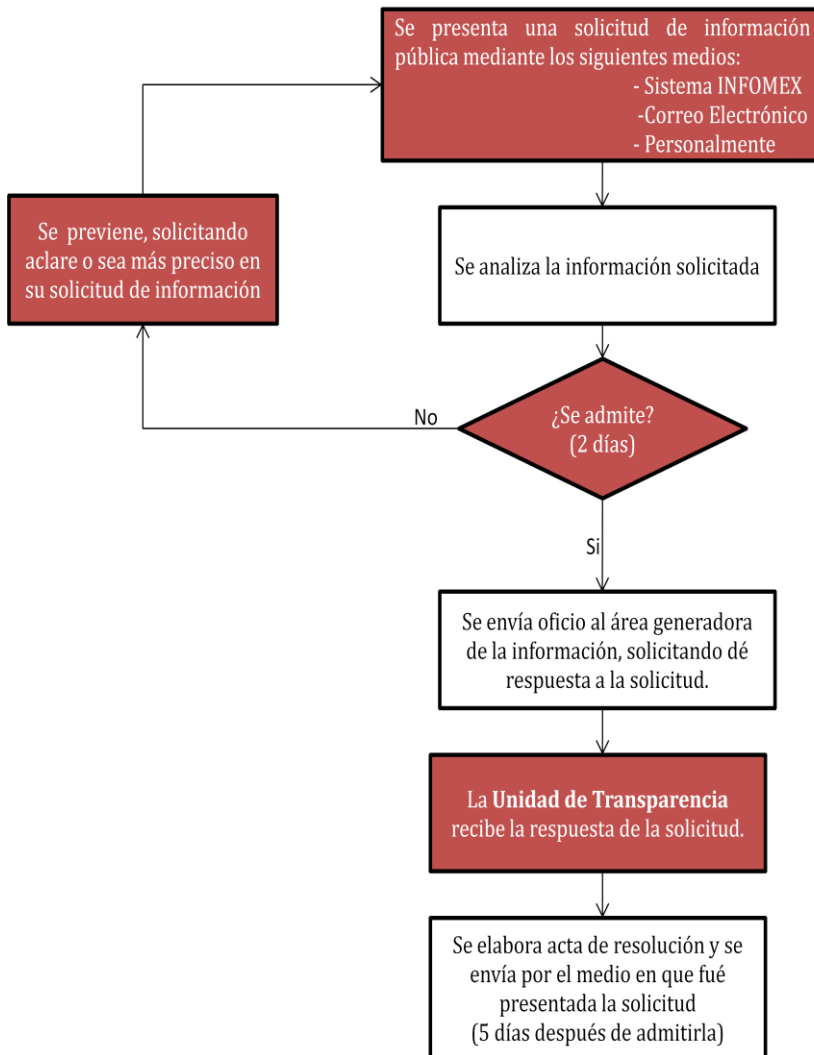 Se presenta una solicitud de información
pública mediante los siguientes medios:
- Sistema INFOMEX
-Correo Electrónico
- Personalmente
Se previene, solicitando
aclare o sea más preciso en
su solicitud de información
Se analiza la información solicitada
¿Se admite?
(2 días)
No
Si
Se envía oficio al área generadora
de la información, solicitando dé
respuesta a la solicitud.
La Unidad de Transparencia
recibe la respuesta de la solicitud.
Se elabora acta de resolución y se
envía por el medio en que fué
presentada la solicitud
(5 días después de admitirla)